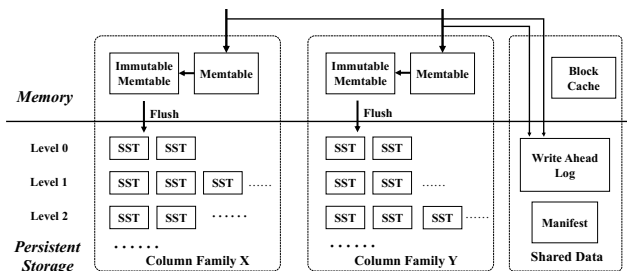 Immutable
Memtable
Memtable
Immutable
Memtable
Memtable
Block
Cache
Memory
Flush
Flush
Level 0
SST SST
SST SST
Write Ahead
Log
Level 1
SST SST SST ......
SST SST ......
Level 2
SST SST ......
SST SST SST ......
Manifest
Persistent
Storage
......
......
Column Family X
Column Family Y
Shared Data